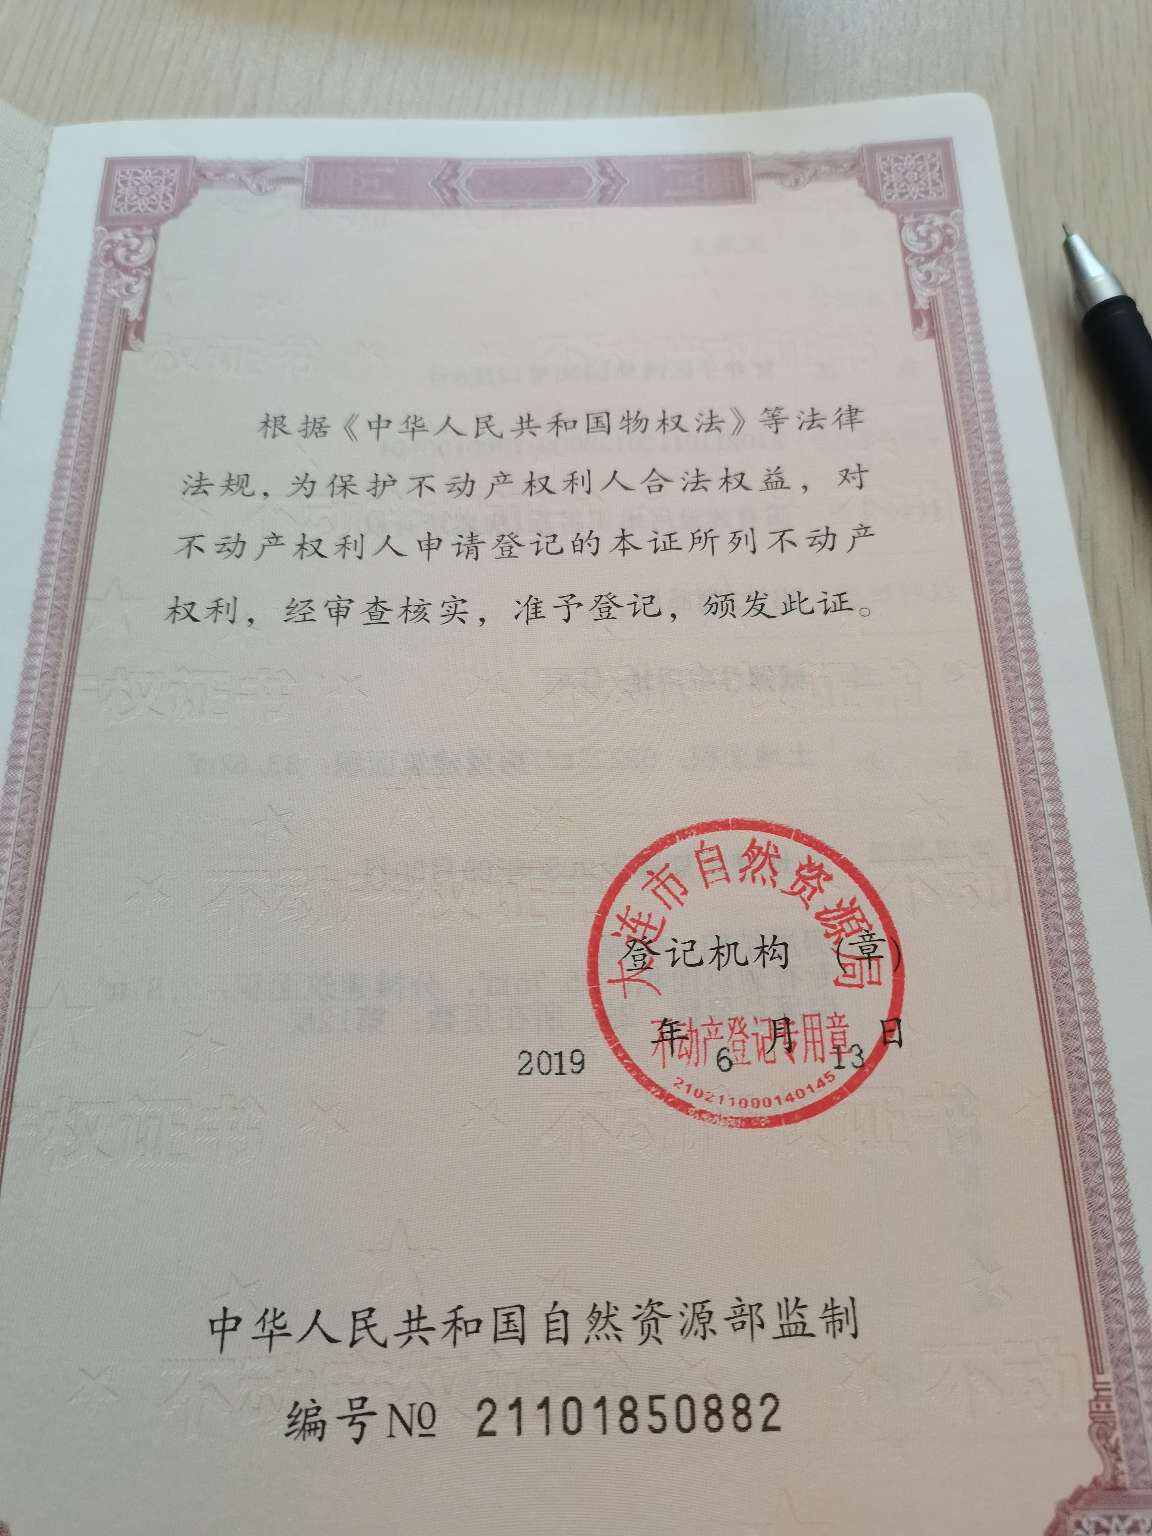 根据《中华人民共和国物权法》等法律
法规，为保护不动产权利人合法权益，对
不动产权利人申请登记的本证所列不动产
权利，经审查核实，准予登记，颁发此证。
大连市自然资源局
登记机构 （章）
不动产登记专用章
2019 年 6 月 13 日
210211000140145
中华人民共和国自然资源部监制
编号№ 21101850882